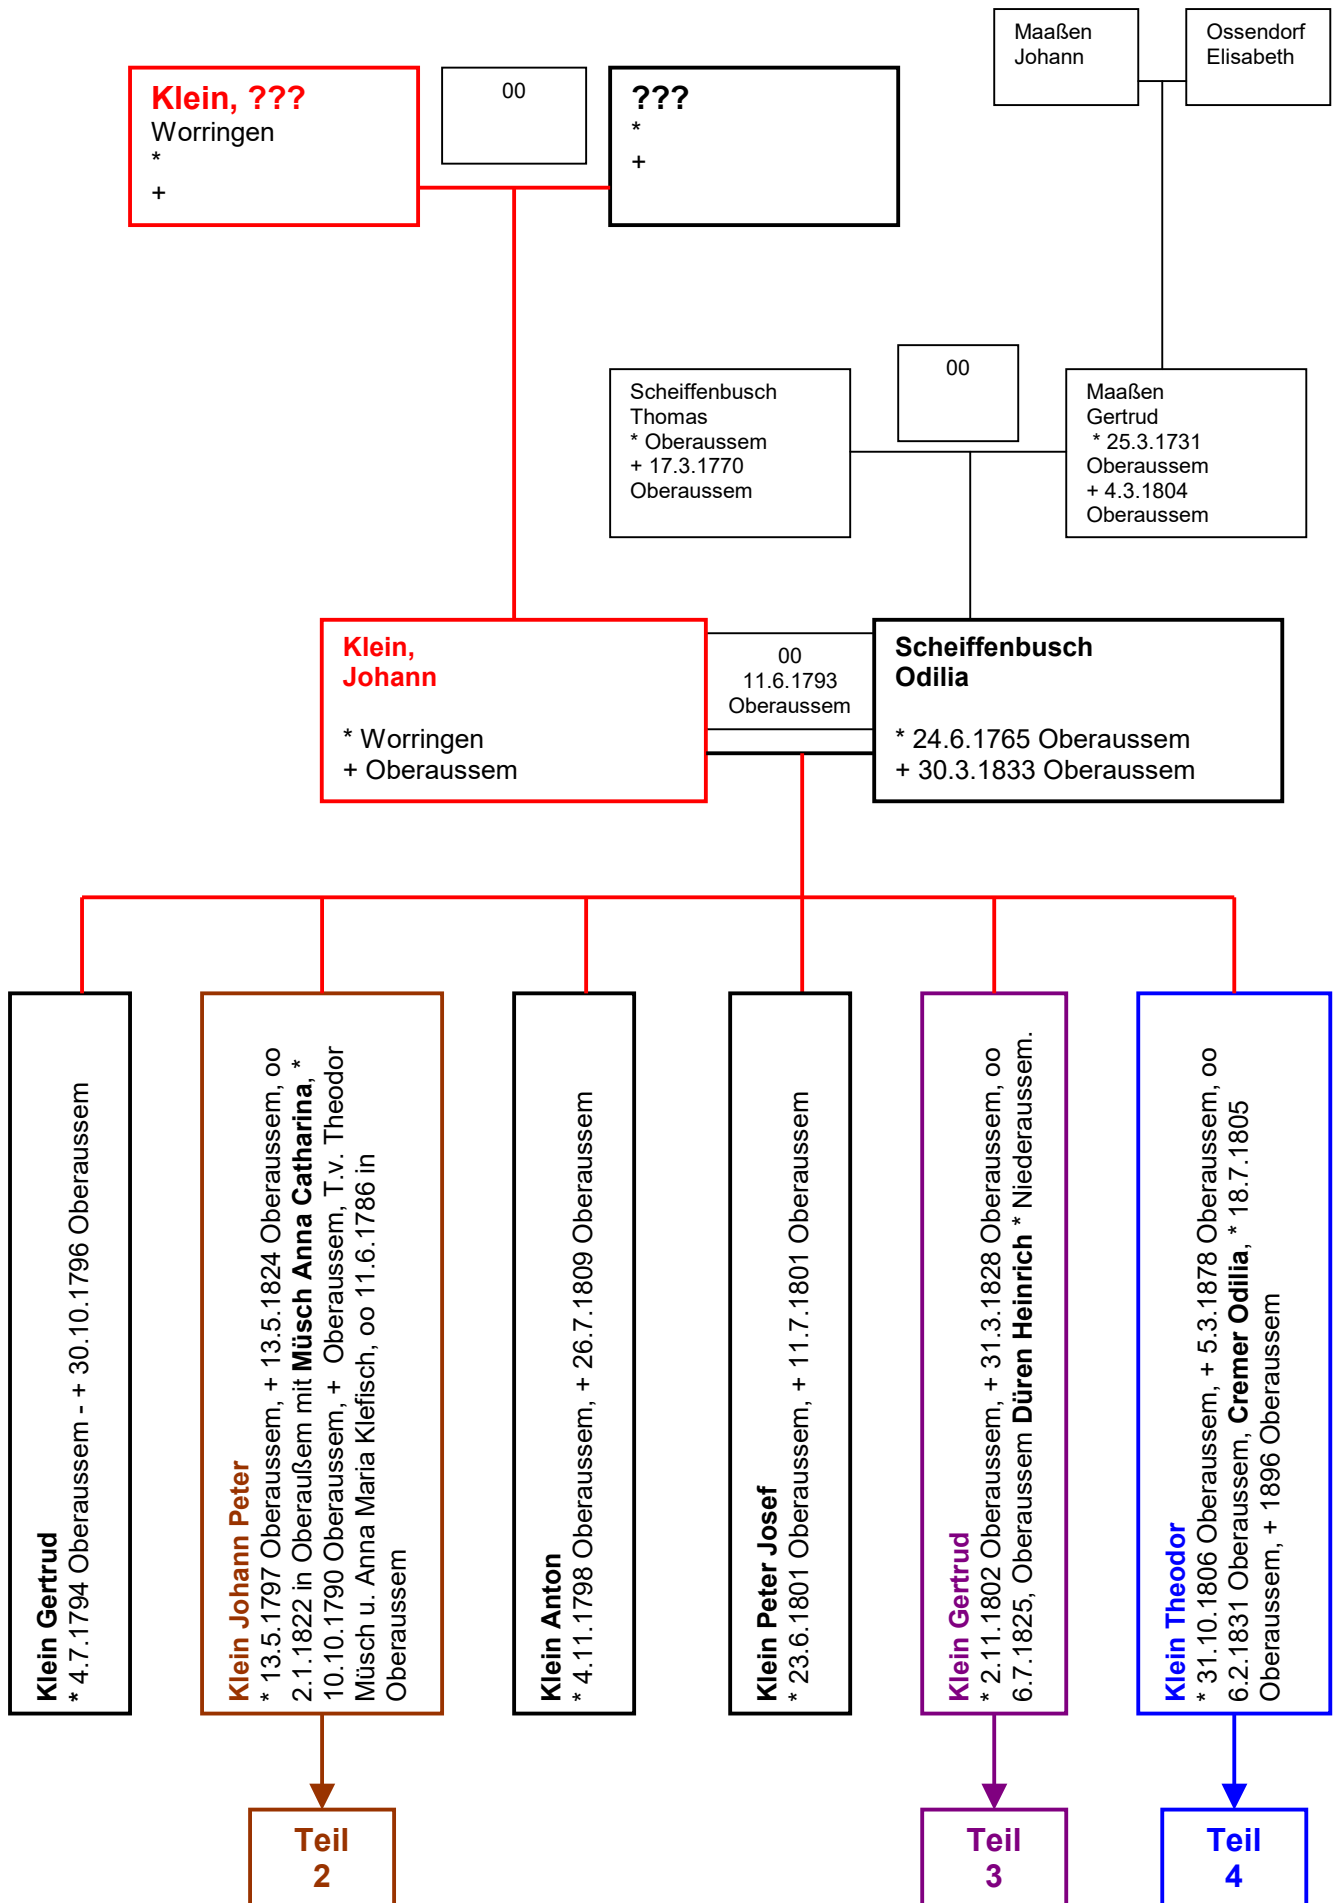 Maaßen
Johann
Ossendorf
Elisabeth
Klein, ???
Worringen
*
+
00
???
*
+
Scheiffenbusch
Thomas
* Oberaussem
+ 17.3.1770
Oberaussem
00
Maaßen
Gertrud
* 25.3.1731
Oberaussem
+ 4.3.1804
Oberaussem
Klein,
Johann
* Worringen
+ Oberaussem
00
11.6.1793
Oberaussem
Scheiffenbusch
Odilia
* 24.6.1765 Oberaussem
+ 30.3.1833 Oberaussem
Klein Gertrud
* 4.7.1794 Oberaussem - + 30.10.1796 Oberaussem
Klein Johann Peter
* 13.5.1797 Oberaussem, + 13.5.1824 Oberaussem, oo
2.1.1822 in Oberaußem mit Müsch Anna Catharina, *
10.10.1790 Oberaussem, + Oberaussem, T.v. Theodor
Müsch u. Anna Maria Klefisch, oo 11.6.1786 in
Oberaussem
Klein Anton
* 4.11.1798 Oberaussem, + 26.7.1809 Oberaussem
Klein Peter Josef
* 23.6.1801 Oberaussem, + 11.7.1801 Oberaussem
Klein Gertrud
* 2.11.1802 Oberaussem, + 31.3.1828 Oberaussem, oo
6.7.1825, Oberaussem Düren Heinrich * Niederaussem.
Klein Theodor
* 31.10.1806 Oberaussem, + 5.3.1878 Oberaussem, oo
6.2.1831 Oberaussem, Cremer Odilia, * 18.7.1805
Oberaussem, + 1896 Oberaussem
Teil
2
Teil
3
Teil
4